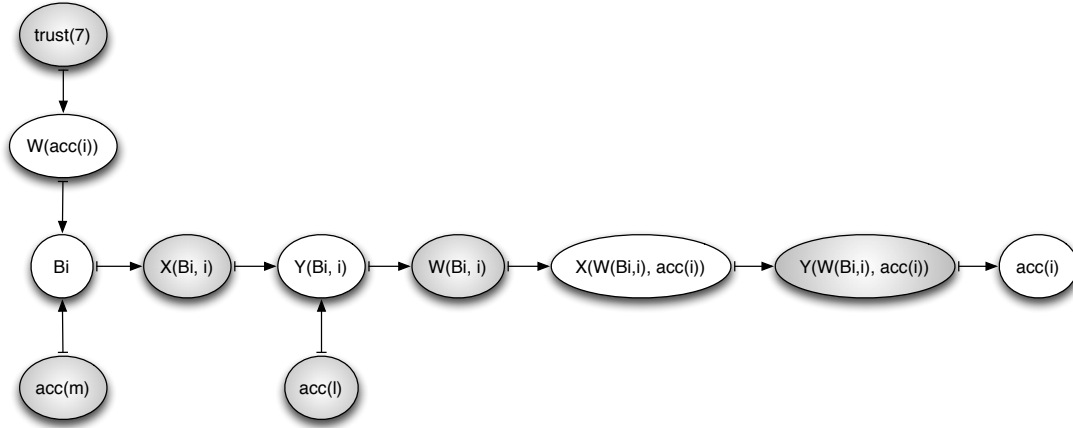 trust(7)
W(acc(i))
Bi
X(Bi, i)
Y(Bi, i)
W(Bi, i)
X(W(Bi,i), acc(i))
Y(W(Bi,i), acc(i))
acc(i)
acc(m)
acc(l)